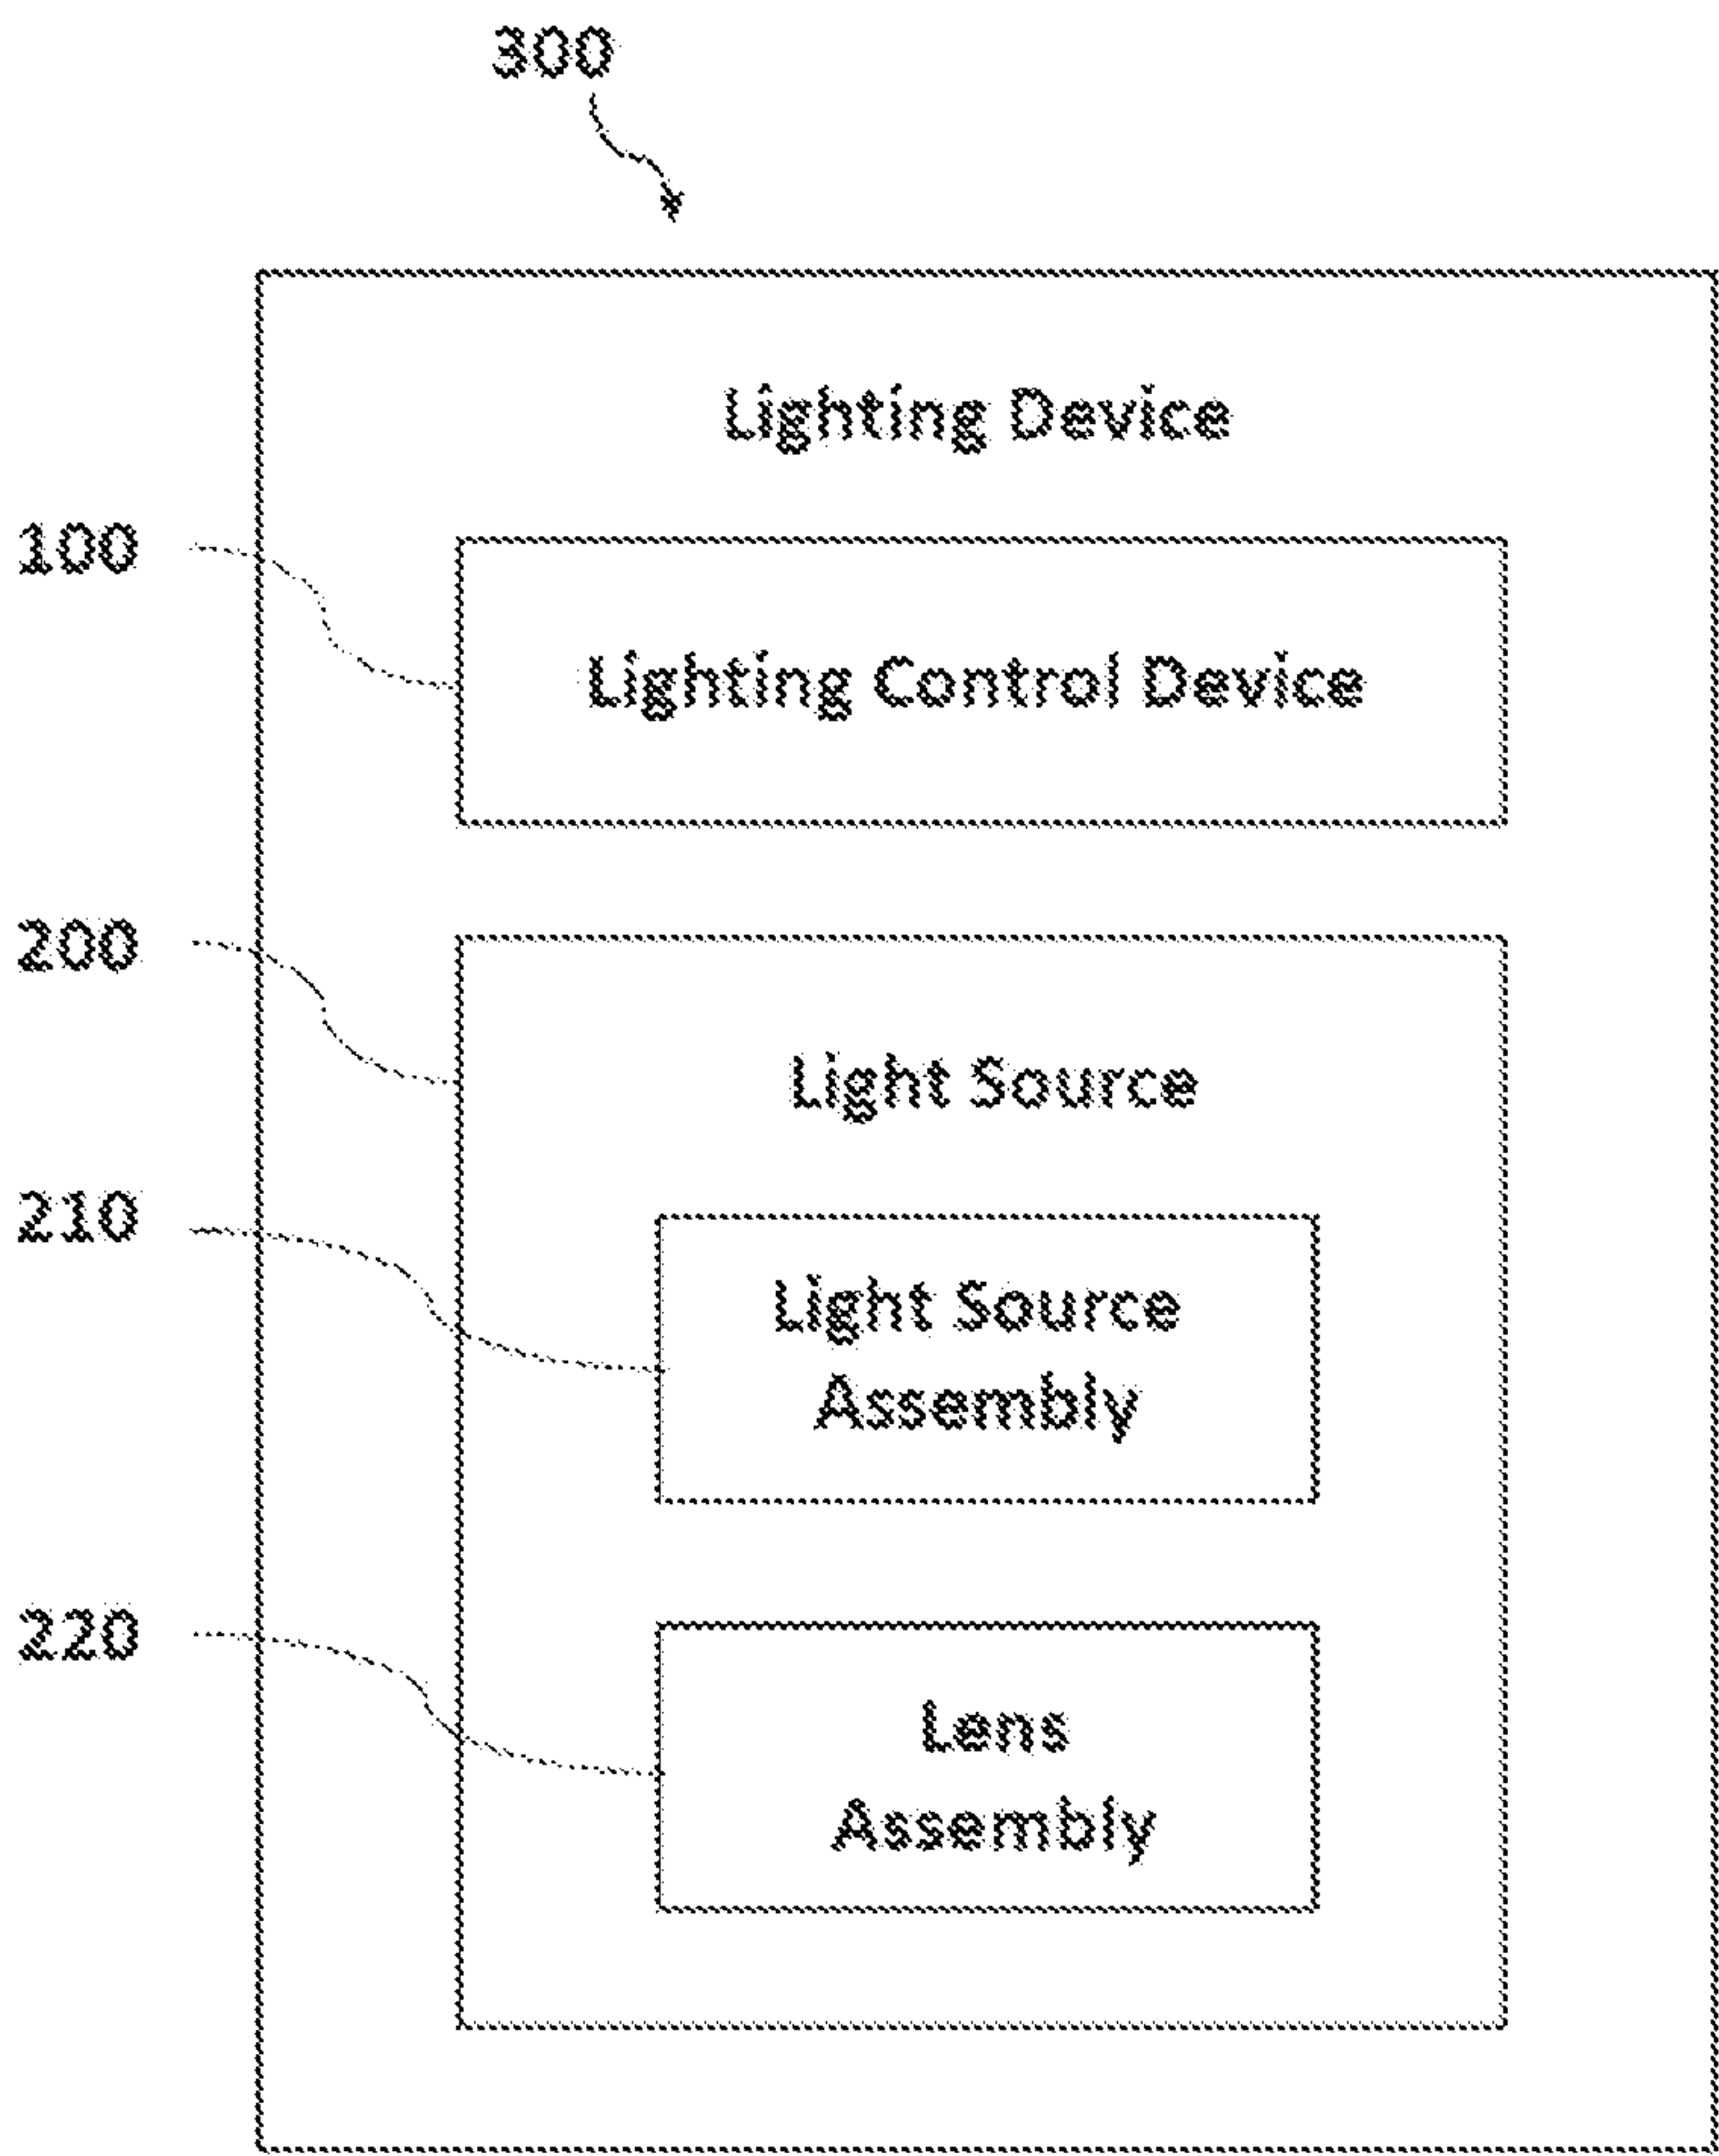 300
Lighting Device
100
Lighting Control Device
200
Light Source
210
Light Source
Assembly
220
Lens
Assembly